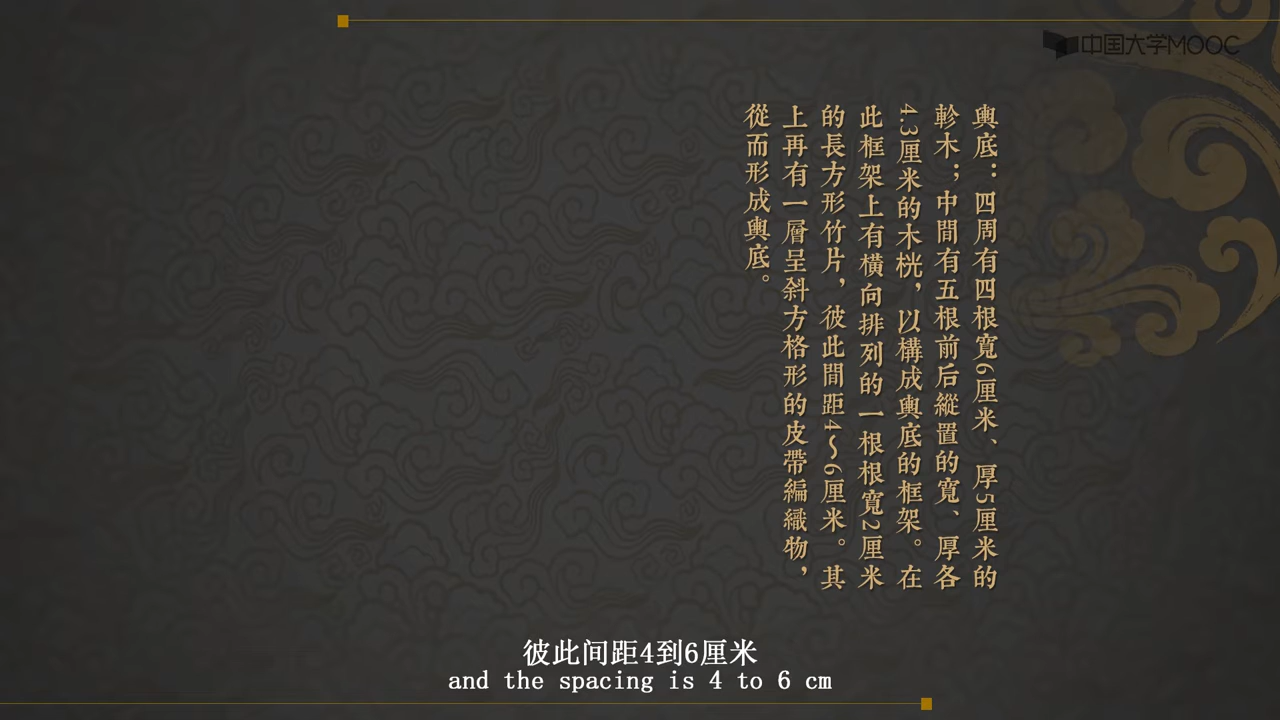 中国大学MOOC
輿底：四周有四根寬6厘米、厚5厘米的
軫木；中間有五根前后縱置的寬、厚各
4.3厘米的木桄，以構成輿底的框架。在
此框架上有橫向排列的一根根寬2厘米
的長方形竹片，彼此間距4～6厘米。其
上再有一層呈斜方格形的皮帶編織物，
從而形成輿底。
彼此间距4到6厘米
and the spacing is 4 to 6 cm